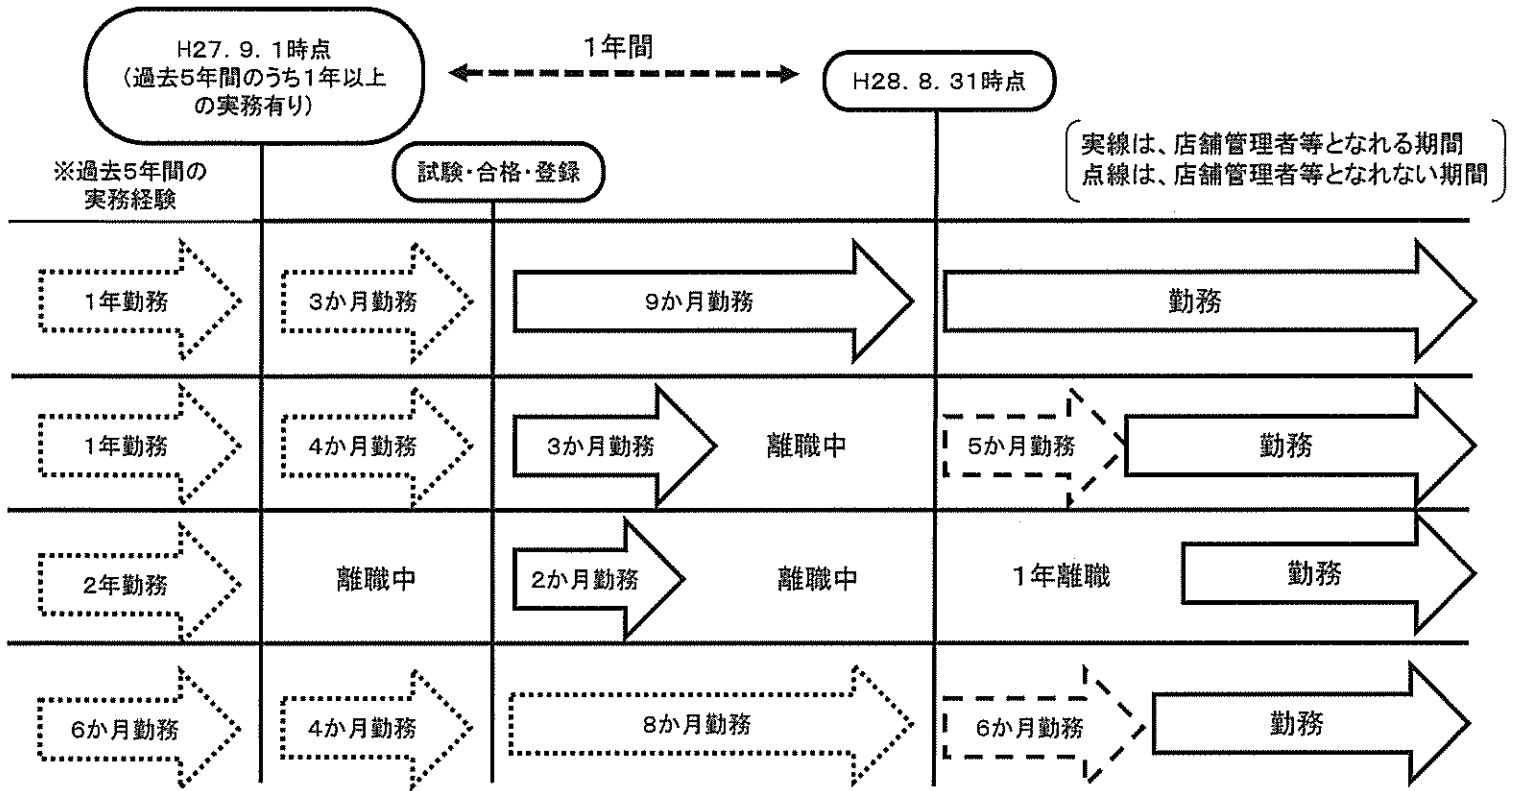 H27. 9. 1時点
(過去5年間のうち1年以上
の実務有り)
1年間
H28. 8. 31時点
実線は、店舗管理者等となれる期間
点線は、店舗管理者等となれない期間
※過去5年間の
実務経験
試験・合格・登録
1年勤務
3か月勤務
9か月勤務
勤務
1年勤務
4か月勤務
3か月勤務
離職中
5か月勤務
勤務
2年勤務
離職中
2か月勤務
離職中
1年離職
勤務
6か月勤務
4か月勤務
8か月勤務
6か月勤務
勤務